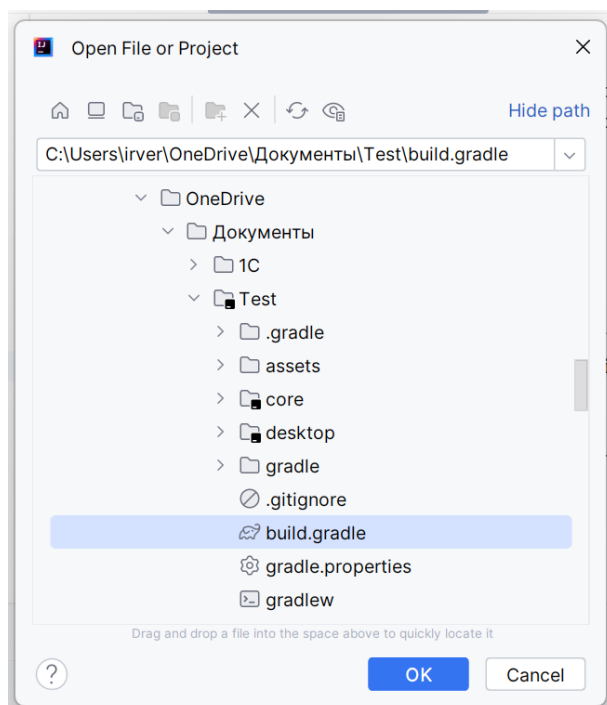 Open File or Project
Hide path
C:\Users\irver\OneDrive\Документы\Test\build.gradle
OneDrive
Документы
1C
Test
.gradle
assets
core
desktop
gradle
.gitignore
build.gradle
gradle.properties
gradlew
Drag and drop a file into the space above to quickly locate it
?
OK
Cancel